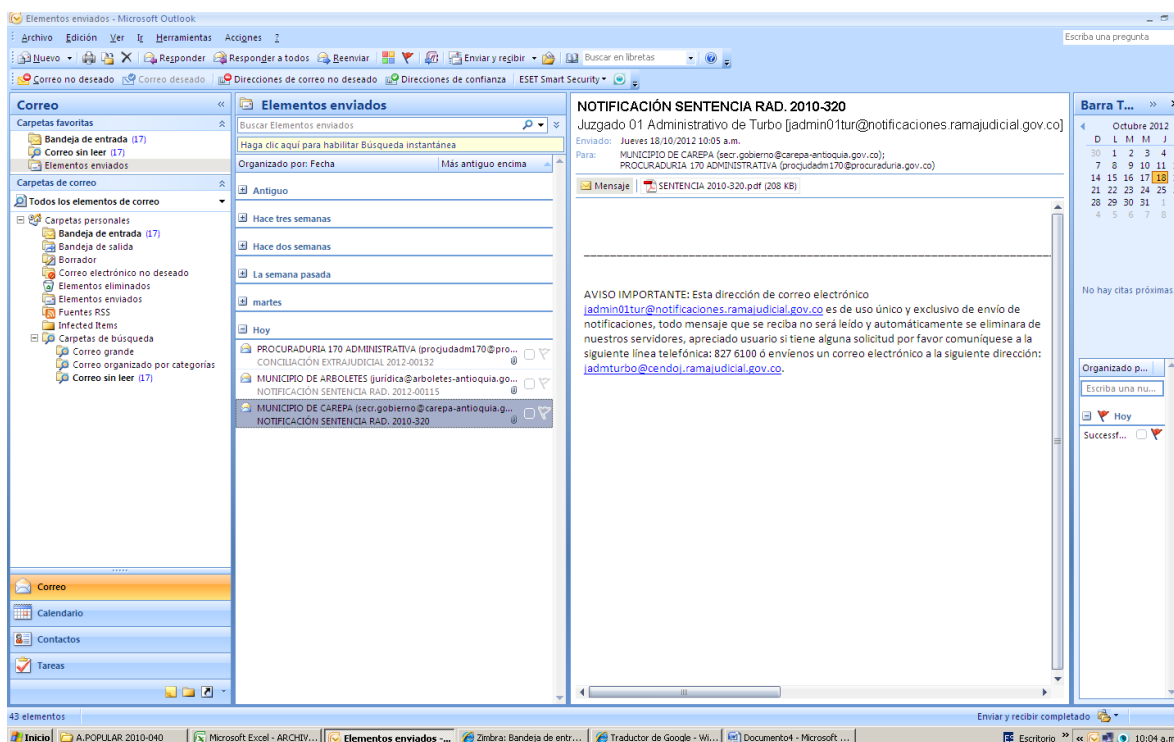 Elementos enviados - Microsoft Outlook
Archivo Edición Ver Ir Herramientas Acciones ?
Escriba una pregunta
Nuevo Responder Responder a todos Reenviar Enviar y recibir Buscar en libretas
Correo no deseado Correo deseado Direcciones de correo no deseado Direcciones de confianza ESET Smart Security
Correo
Carpetas favoritas
Bandeja de entrada (17)
Correo sin leer (17)
Elementos enviados
Carpetas de correo
Todos los elementos de correo
Carpetas personales
Bandeja de entrada (17)
Bandeja de salida
Borrador
Correo electrónico no deseado
Elementos eliminados
Elementos enviados
Fuentes RSS
Infected Items
Carpetas de búsqueda
Correo grande
Correo organizado por categorías
Correo sin leer (17)
Correo
Calendario
Contactos
Tareas
Elementos enviados
Buscar Elementos enviados
Haga clic aquí para habilitar Búsqueda instantánea
Organizado por: Fecha Más antiguo encima
Antiguo
Hace tres semanas
Hace dos semanas
La semana pasada
martes
Hoy
PROCURADURIA 170 ADMINISTRATIVA (procjudadm170@pro...
CONCILIACIÓN EXTRAJUDICIAL 2012-00132
MUNICIPIO DE ARBOLETES (jurídica@arboletes-antioquia.go...
NOTIFICACIÓN SENTENCIA RAD. 2012-00115
MUNICIPIO DE CAREPA (secr.gobierno@carepa-antioquia.g...
NOTIFICACIÓN SENTENCIA RAD. 2010-320
NOTIFICACIÓN SENTENCIA RAD. 2010-320
Juzgado 01 Administrativo de Turbo [jadmin01tur@notificaciones.ramajudicial.gov.co]
Enviado: Jueves 18/10/2012 10:05 a.m.
Para: MUNICIPIO DE CAREPA (secr.gobierno@carepa-antioquia.gov.co);
PROCURADURIA 170 ADMINISTRATIVA (procjudadm170@procuraduria.gov.co)
Mensaje SENTENCIA 2010-320.pdf (208 KB)
AVISO IMPORTANTE: Esta dirección de correo electrónico
jadmin01tur@notificaciones.ramajudicial.gov.co es de uso único y exclusivo de envío de
notificaciones, todo mensaje que se reciba no será leído y automáticamente se eliminara de
nuestros servidores, apreciado usuario si tiene alguna solicitud por favor comuníquese a la
siguiente línea telefónica: 827 6100 ó envíenos un correo electrónico a la siguiente dirección:
jadmturbo@cendoj.ramajudicial.gov.co.
Barra T...
Octubre 2012
D L M M J
30 1 2 3 4
7 8 9 10 11
14 15 16 17 18
21 22 23 24 25
28 29 30 31 1
4 5 6 7 8
No hay citas próximas
Organizado p...
Escriba una nu...
Hoy
Successf...
43 elementos
Enviar y recibir completado
Inicio A.POPULAR 2010-040 Microsoft Excel - ARCHIV... Elementos enviados -... Zimbra: Bandeja de entr... Traductor de Google - Wi... Documento4 - Microsoft ... ES Escritorio 10:04 a.m.